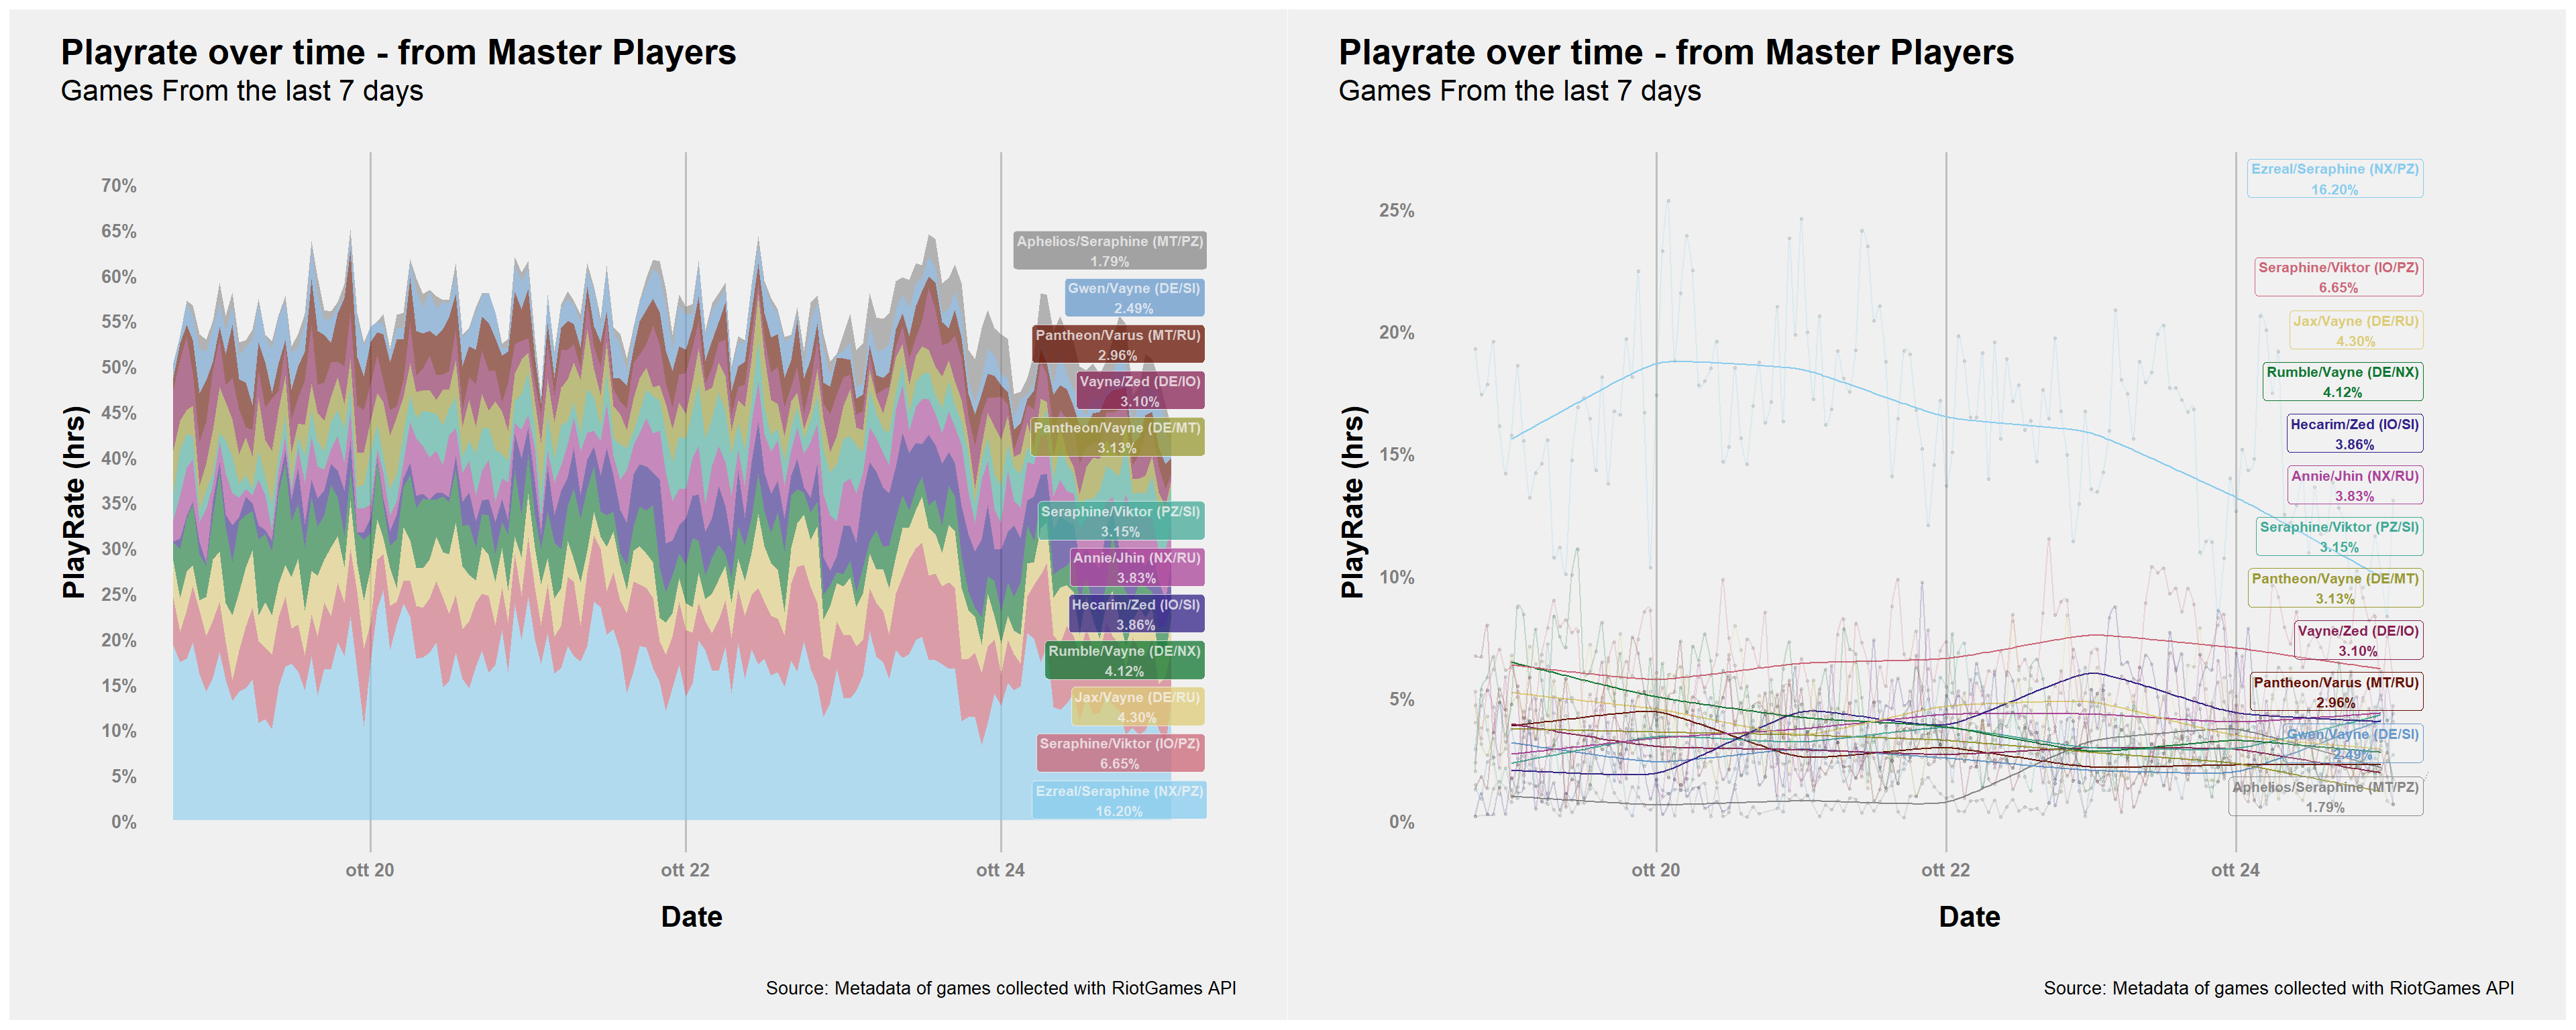 Playrate over time - from Master Players
Games From the last 7 days
PlayRate (hrs)
70%
65%
60%
55%
50%
45%
40%
35%
30%
25%
20%
15%
10%
5%
0%
Aphelios/Seraphine (MT/PZ)
1.79%
Gwen/Vayne (DE/SI)
2.49%
Pantheon/Varus (MT/RU)
2.96%
Vayne/Zed (DE/IO)
3.10%
Pantheon/Vayne (DE/MT)
3.13%
Seraphine/Viktor (PZ/SI)
3.15%
Annie/Jhin (NX/RU)
3.83%
Hecarim/Zed (IO/SI)
3.86%
Rumble/Vayne (DE/NX)
4.12%
Jax/Vayne (DE/RU)
4.30%
Seraphine/Viktor (IO/PZ)
6.65%
Ezreal/Seraphine (NX/PZ)
16.20%
ott 20
ott 22
ott 24
Date
Source: Metadata of games collected with RiotGames API
Playrate over time - from Master Players
Games From the last 7 days
PlayRate (hrs)
25%
20%
15%
10%
5%
0%
Ezreal/Seraphine (NX/PZ)
16.20%
Seraphine/Viktor (IO/PZ)
6.65%
Jax/Vayne (DE/RU)
4.30%
Rumble/Vayne (DE/NX)
4.12%
Hecarim/Zed (IO/SI)
3.86%
Annie/Jhin (NX/RU)
3.83%
Seraphine/Viktor (PZ/SI)
3.15%
Pantheon/Vayne (DE/MT)
3.13%
Vayne/Zed (DE/IO)
3.10%
Pantheon/Varus (MT/RU)
2.96%
Gwen/Vayne (DE/SI)
2.49%
Aphelios/Seraphine (MT/PZ)
1.79%
ott 20
ott 22
ott 24
Date
Source: Metadata of games collected with RiotGames API